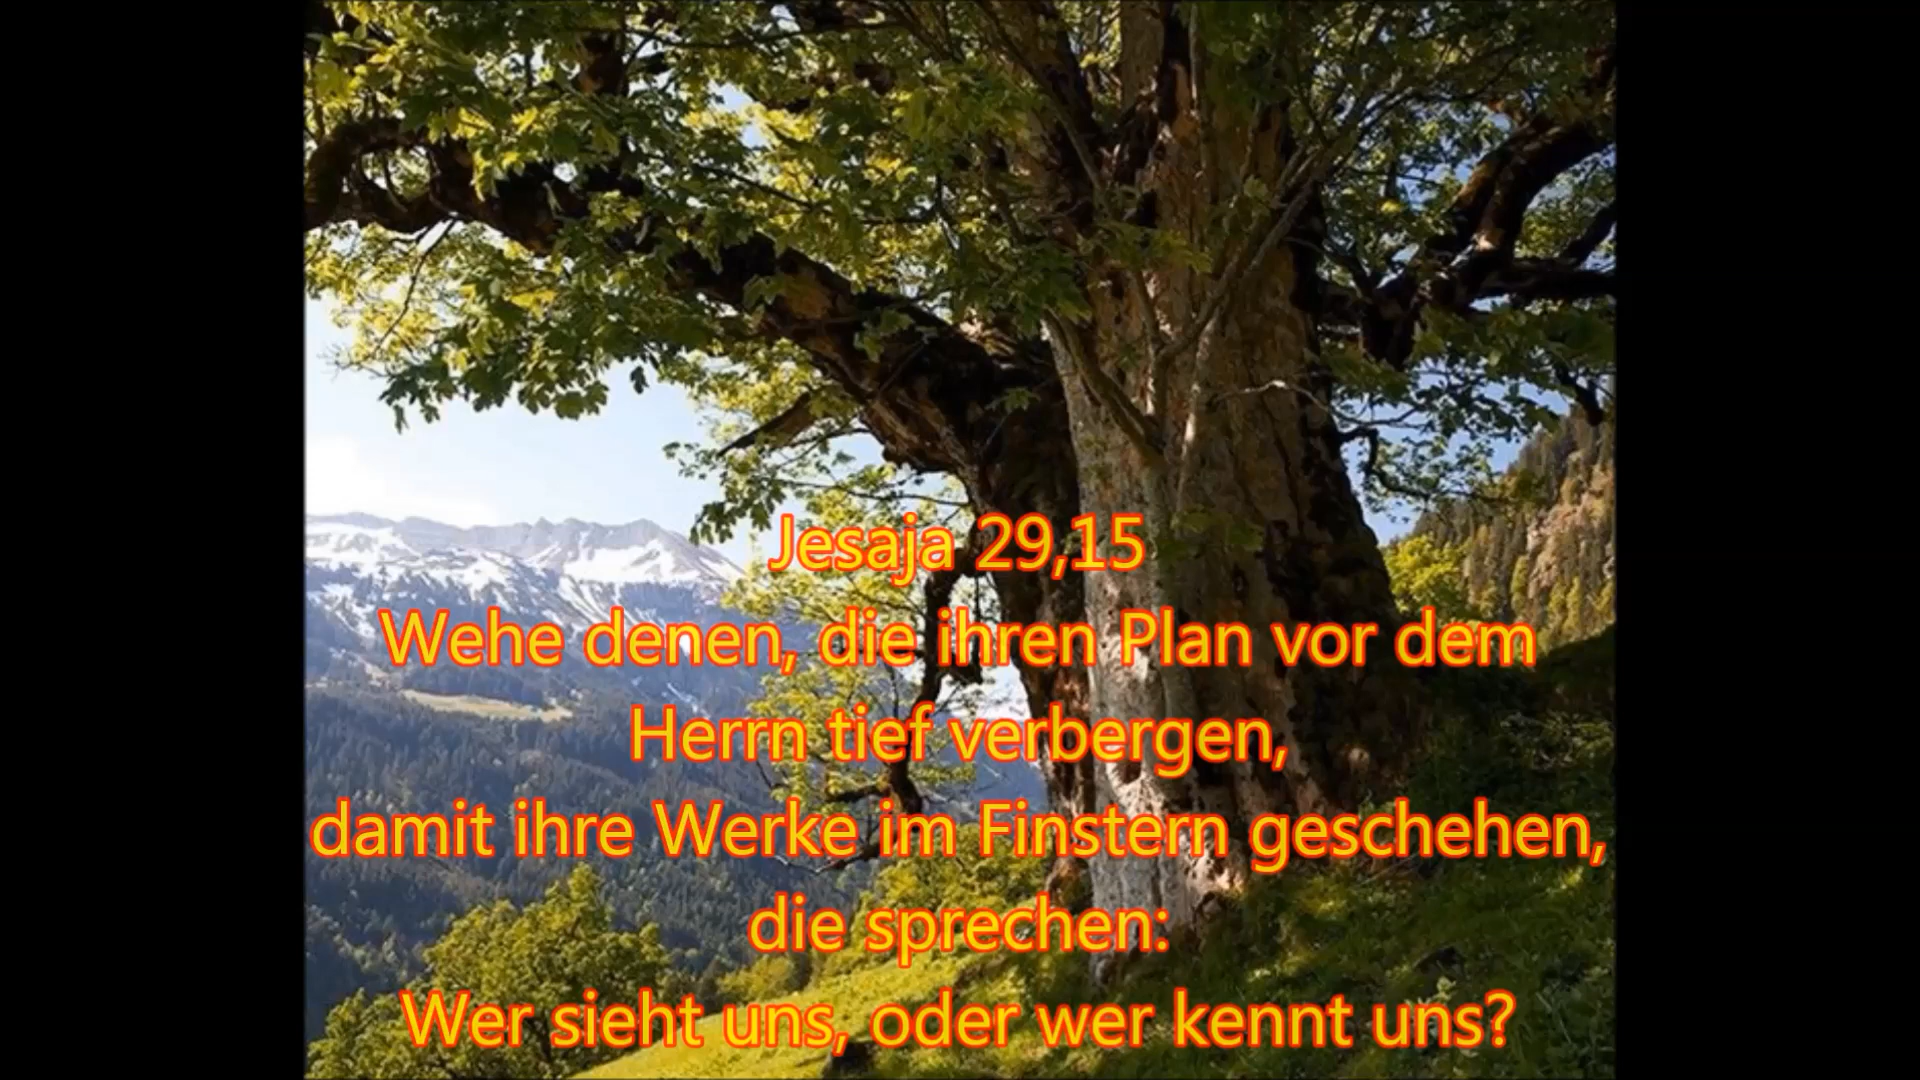 Jesaja 29,15
Wehe denen, die ihren Plan vor dem
Herrn tief verbergen,
damit ihre Werke im Finstern geschehen,
die sprechen:
Wer sieht uns, oder wer kennt uns?